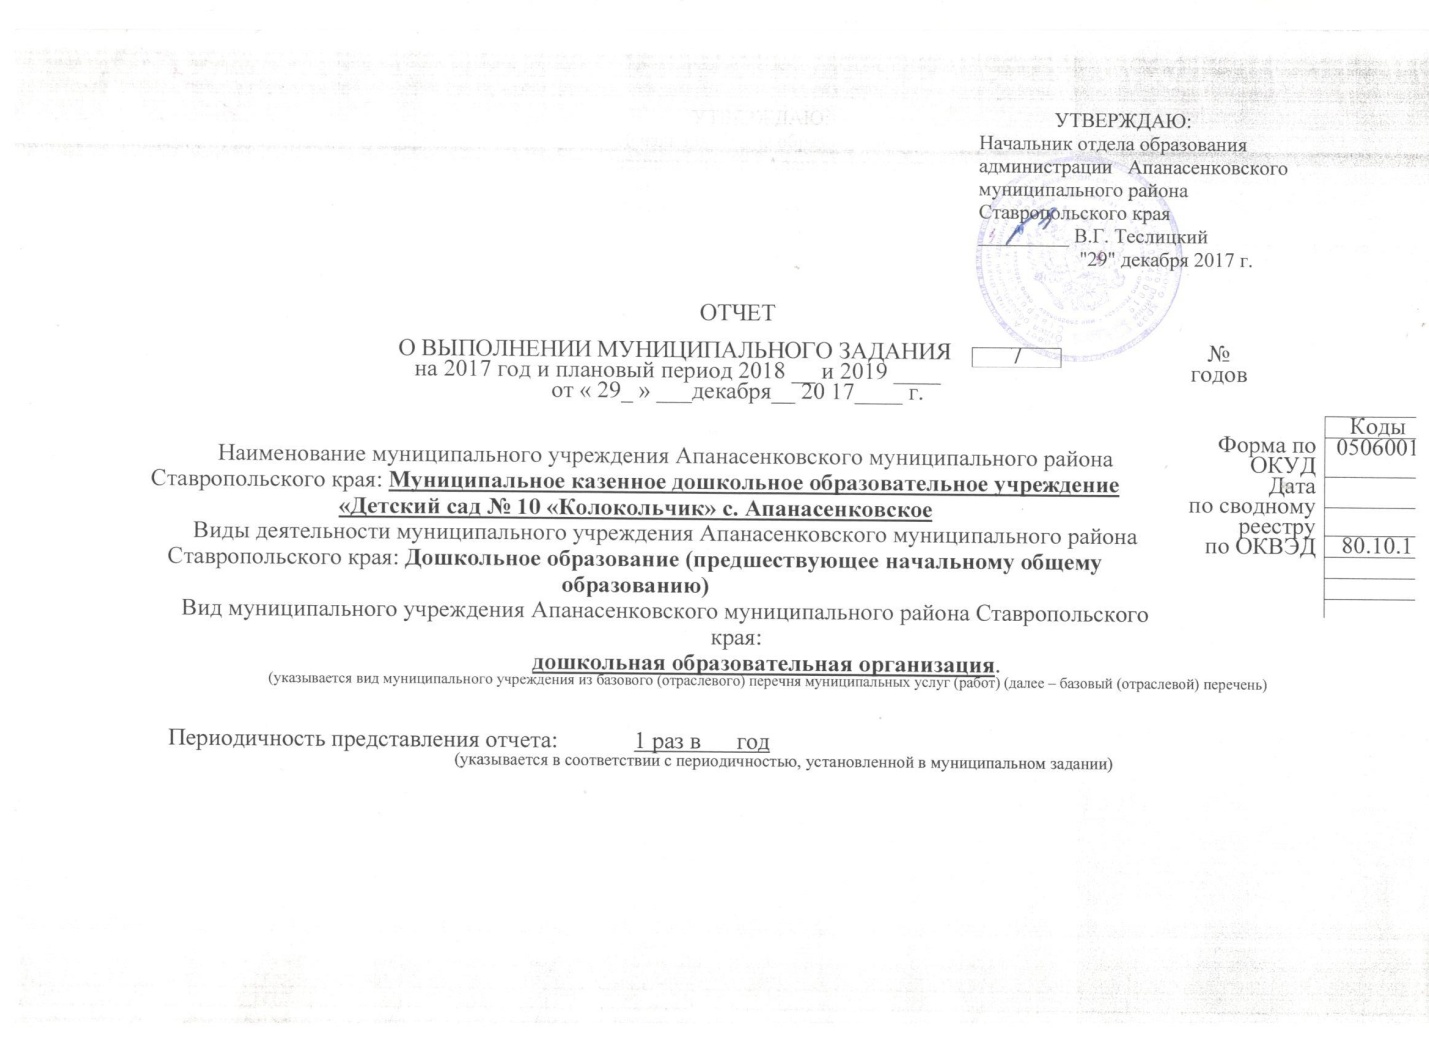 УТВЕРЖДАЮ:
Начальник отдела образования
администрации Апанасенковского
муниципального района
Ставропольского края
_________ В.Г. Теслицкий
"29" декабря 2017 г.
ОТЧЕТ
О ВЫПОЛНЕНИИ МУНИЦИПАЛЬНОГО ЗАДАНИЯ / №
на 2017 год и плановый период 2018 __ и 2019 ____ годов
от « 29_ » ___декабря__ 20 17____ г.
Коды
Форма по ОКУД 0506001
Дата
по сводному
реестру
по ОКВЭД 80.10.1
Наименование муниципального учреждения Апанасенковского муниципального района
Ставропольского края: Муниципальное казенное дошкольное образовательное учреждение
«Детский сад № 10 «Колокольчик» с. Апанасенковское
Виды деятельности муниципального учреждения Апанасенковского муниципального района
Ставропольского края: Дошкольное образование (предшествующее начальному общему
образованию)
Вид муниципального учреждения Апанасенковского муниципального района Ставропольского
края:
дошкольная образовательная организация.
(указывается вид муниципального учреждения из базового (отраслевого) перечня муниципальных услуг (работ) (далее – базовый (отраслевой) перечень)
Периодичность представления отчета: 1 раз в год
(указывается в соответствии с периодичностью, установленной в муниципальном задании)